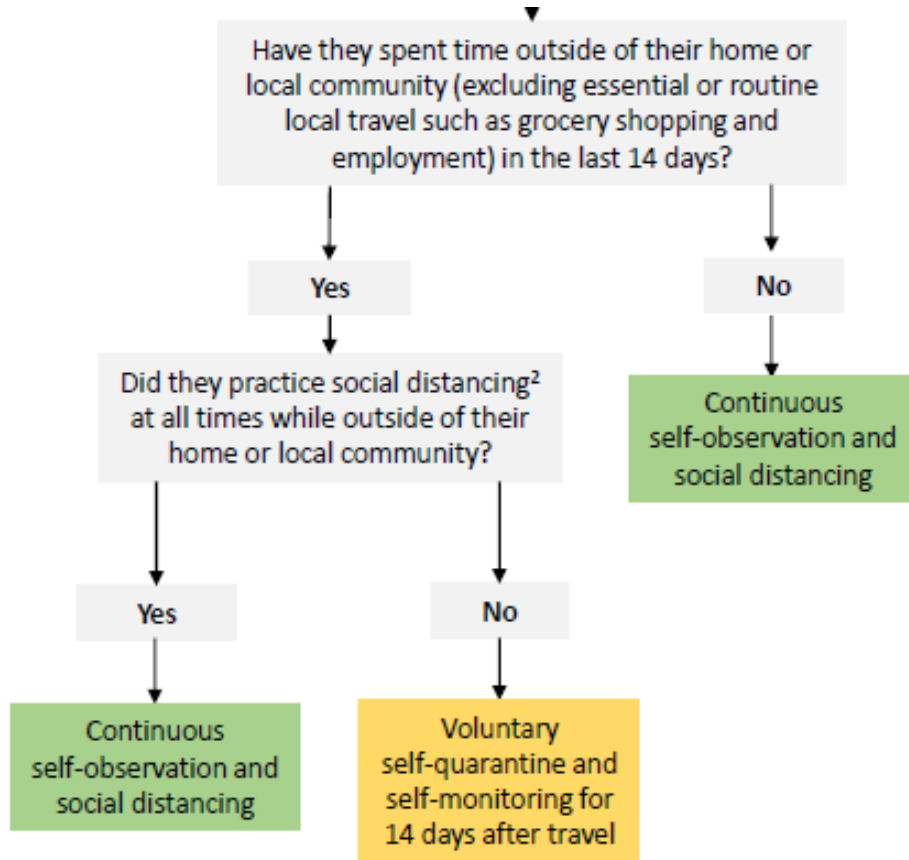 Have they spent time outside of their home or
local community (excluding essential or routine
local travel such as grocery shopping and
employment) in the last 14 days?
Yes
No
Did they practice social distancing²
at all times while outside of their
home or local community?
Continuous
self-observation and
social distancing
Yes
No
Continuous
self-observation and
social distancing
Voluntary
self-quarantine and
self-monitoring for
14 days after travel